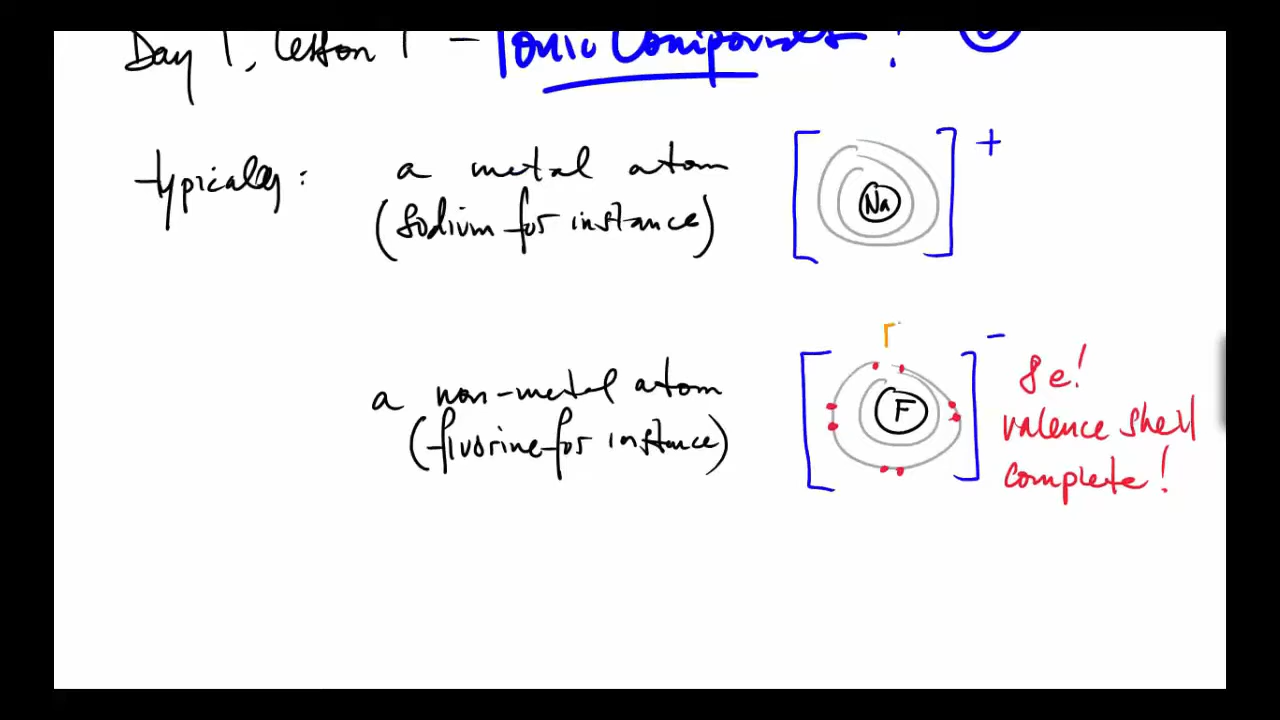 Day 1, lesson 1 - Ionic Compounds!
typically: a metal atom
(sodium for instance)
[Na]+
a non-metal atom
(fluorine for instance)
[F]-
8e!
valence shell
complete!